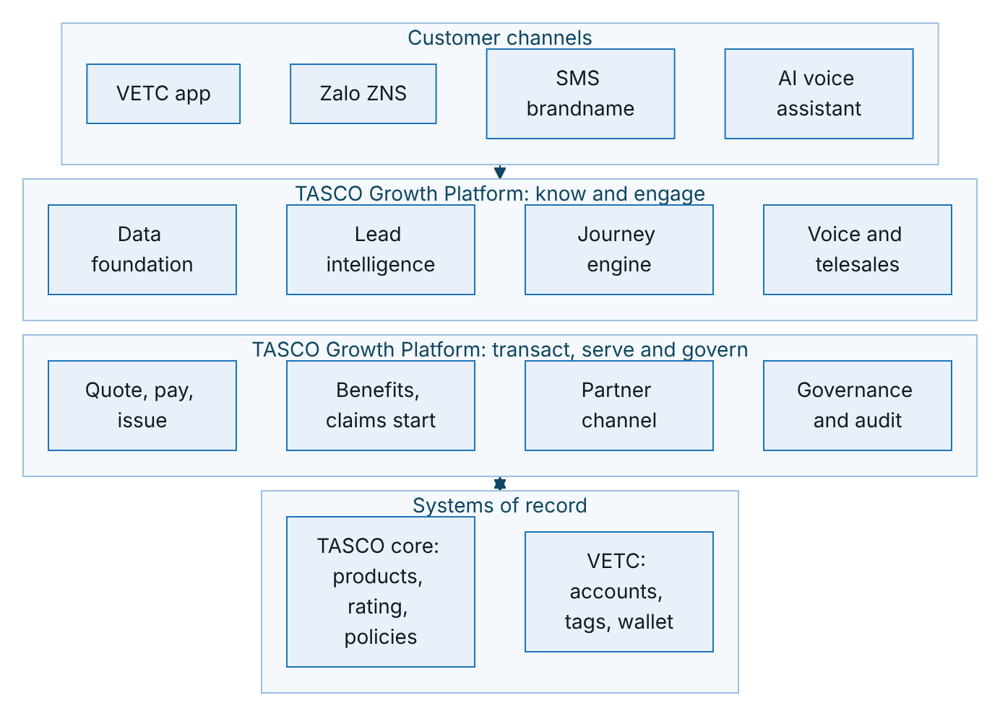 Customer channels
VETC app
Zalo ZNS
SMS
brandname
AI voice
assistant
TASCO Growth Platform: know and engage
Data
foundation
Lead
intelligence
Journey
engine
Voice and
telesales
TASCO Growth Platform: transact, serve and govern
Quote, pay,
issue
Benefits,
claims start
Partner
channel
Governance
and audit
Systems of record
TASCO core:
products,
rating,
policies
VETC:
accounts,
tags, wallet